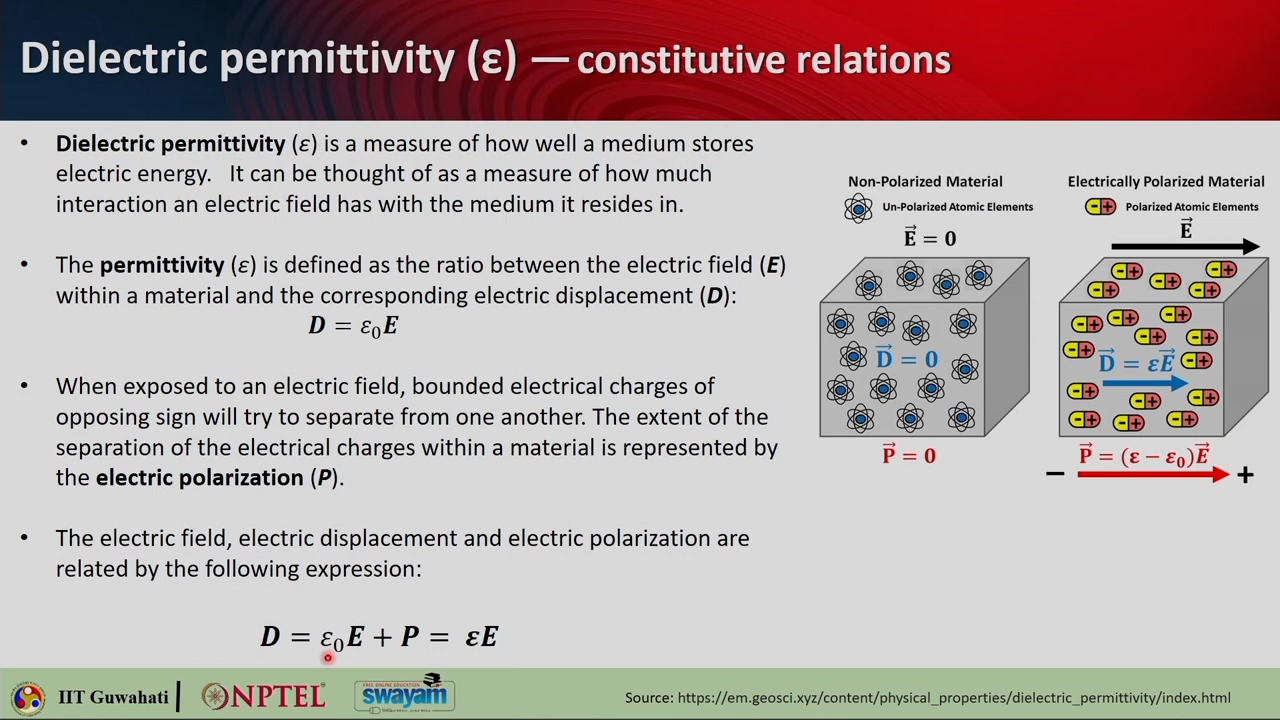 Dielectric permittivity (ε) — constitutive relations
• Dielectric permittivity (ε) is a measure of how well a medium stores
electric energy. It can be thought of as a measure of how much
interaction an electric field has with the medium it resides in.
• The permittivity (ε) is defined as the ratio between the electric field (E)
within a material and the corresponding electric displacement (D):
D = ε₀E
• When exposed to an electric field, bounded electrical charges of
opposing sign will try to separate from one another. The extent of the
separation of the electrical charges within a material is represented by
the electric polarization (P).
• The electric field, electric displacement and electric polarization are
related by the following expression:
D = ε₀E + P = εE
Non-Polarized Material
Un-Polarized Atomic Elements
E⃗ = 0
D⃗ = 0
P⃗ = 0
Electrically Polarized Material
- + Polarized Atomic Elements
E⃗
D⃗ = εE⃗
P⃗ = (ε − ε₀)E⃗
− +
IIT Guwahati
NPTEL
FREE ONLINE EDUCATION
swayam
Source: https://em.geosci.xyz/content/physical_properties/dielectric_permittivity/index.html